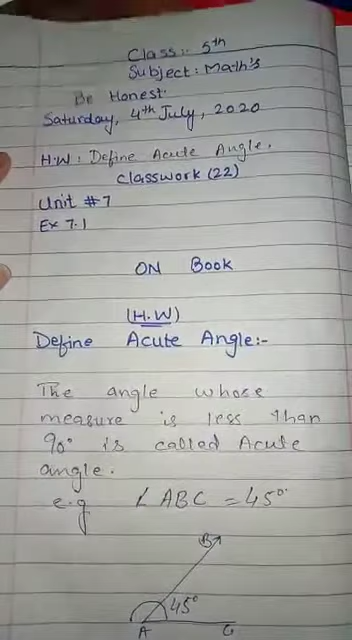 Class:- 5th
Subject: Math's
Be Honest.
Saturday, 4th July, 2020
H.W: Define Acute Angle.
Classwork (22)
Unit #7
Ex 7.1
ON Book
(H.W)
Define Acute Angle:-
The angle whose
measure is less than
90° is called Acute
angle.
e.g ∠ABC = 45°
B
45°
A C